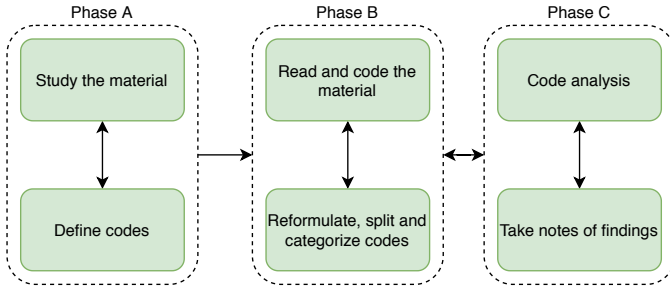 Phase A
Study the material
Define codes
Phase B
Read and code the
material
Reformulate, split and
categorize codes
Phase C
Code analysis
Take notes of findings